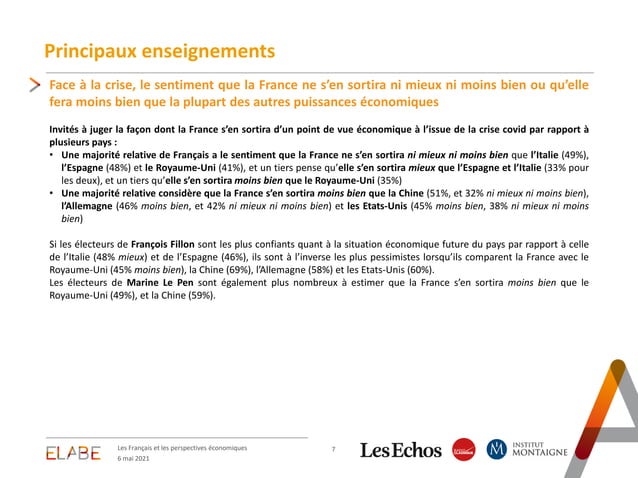 Principaux enseignements
Face à la crise, le sentiment que la France ne s’en sortira ni mieux ni moins bien ou qu’elle
fera moins bien que la plupart des autres puissances économiques
Invités à juger la façon dont la France s’en sortira d’un point de vue économique à l’issue de la crise covid par rapport à
plusieurs pays :
• Une majorité relative de Français a le sentiment que la France ne s’en sortira ni mieux ni moins bien que l’Italie (49%),
l’Espagne (48%) et le Royaume-Uni (41%), et un tiers pense qu’elle s’en sortira mieux que l’Espagne et l’Italie (33% pour
les deux), et un tiers qu’elle s’en sortira moins bien que le Royaume-Uni (35%)
• Une majorité relative considère que la France s’en sortira moins bien que la Chine (51%, et 32% ni mieux ni moins bien),
l’Allemagne (46% moins bien, et 42% ni mieux ni moins bien) et les Etats-Unis (45% moins bien, 38% ni mieux ni moins
bien)
Si les électeurs de François Fillon sont les plus confiants quant à la situation économique future du pays par rapport à celle
de l’Italie (48% mieux) et de l’Espagne (46%), ils sont à l’inverse les plus pessimistes lorsqu’ils comparent la France avec le
Royaume-Uni (45% moins bien), la Chine (69%), l’Allemagne (58%) et les Etats-Unis (60%).
Les électeurs de Marine Le Pen sont également plus nombreux à estimer que la France s’en sortira moins bien que le
Royaume-Uni (49%), et la Chine (59%).
ELABE
Les Français et les perspectives économiques
6 mai 2021
7
Les Echos
RADIO CLASSIQUE
INSTITUT
MONTAIGNE